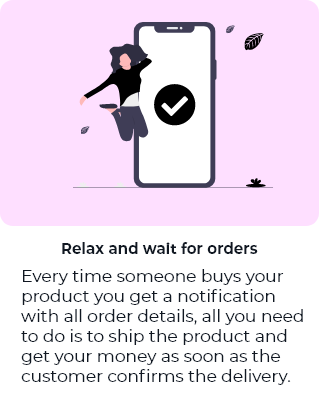 Relax and wait for orders
Every time someone buys your
product you get a notification
with all order details, all you need
to do is to ship the product and
get your money as soon as the
customer confirms the delivery.